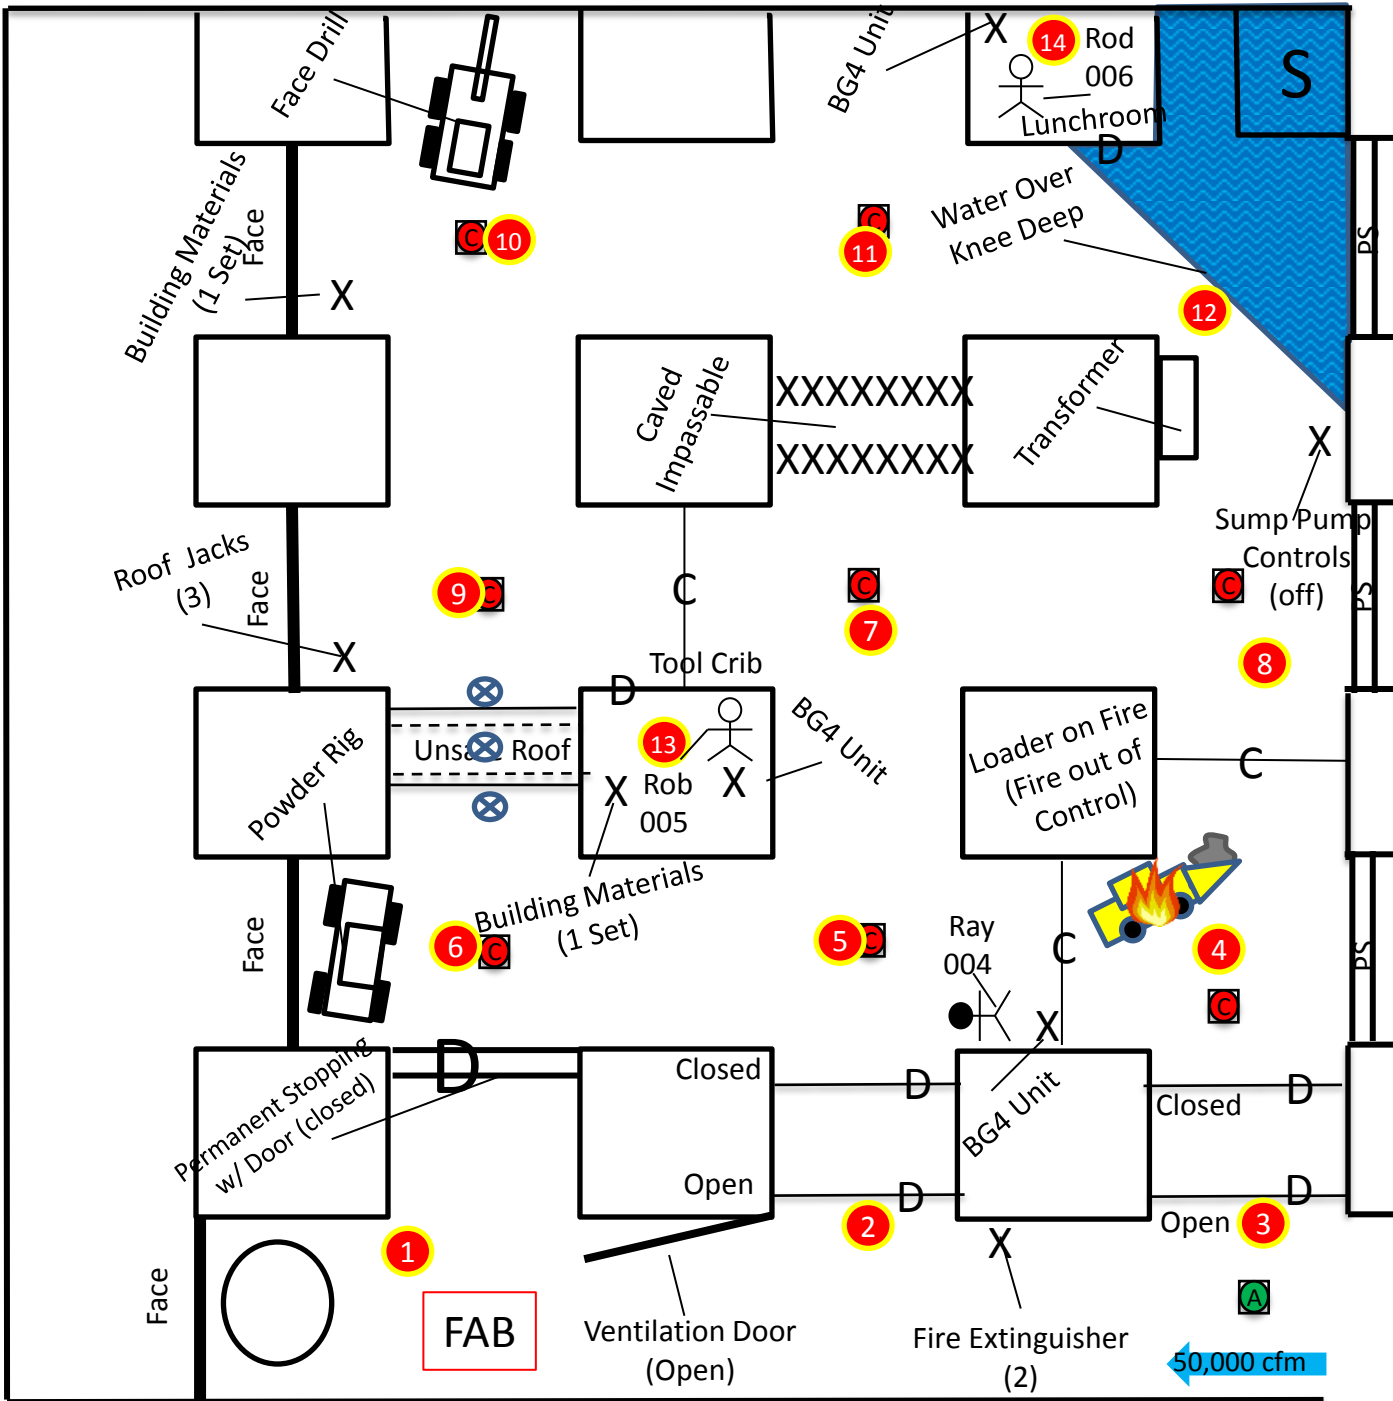 Face Drill
BG4 Unit
X
14
Rod
006
Lunchroom
D
S
Building Materials
(1 Set)
Face
X
C
10
C
11
Water Over
Knee Deep
12
PS
Caved
Impassable
XXXXXXXX
XXXXXXXX
Transformer
X
Sump Pump
Controls
(off)
PS
Roof Jacks
(3)
Face
X
9
C
C
C
7
C
8
Tool Crib
D
Unsafe Roof
13
Rob
005
X
X
BG4 Unit
Powder Rig
Loader on Fire
(Fire out of
Control)
C
Building Materials
(1 Set)
Face
6
C
5
C
Ray
004
C
X
4
C
PS
Permanent Stopping
w/ Door (closed)
D
Closed
D
BG4 Unit
Closed
D
Open
D
Open
D
1
2
3
X
Face
FAB
Ventilation Door
(Open)
Fire Extinguisher
(2)
A
50,000 cfm